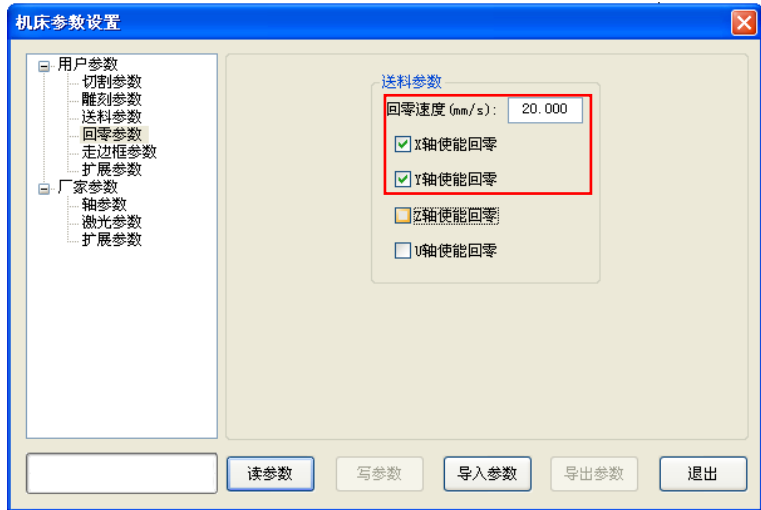 机床参数设置
用户参数
切割参数
雕刻参数
送料参数
回零参数
走边框参数
扩展参数
厂家参数
轴参数
激光参数
扩展参数
送料参数
回零速度(mm/s): 20.000
X轴使能回零
Y轴使能回零
Z轴使能回零
U轴使能回零
读参数 写参数 导入参数 导出参数 退出